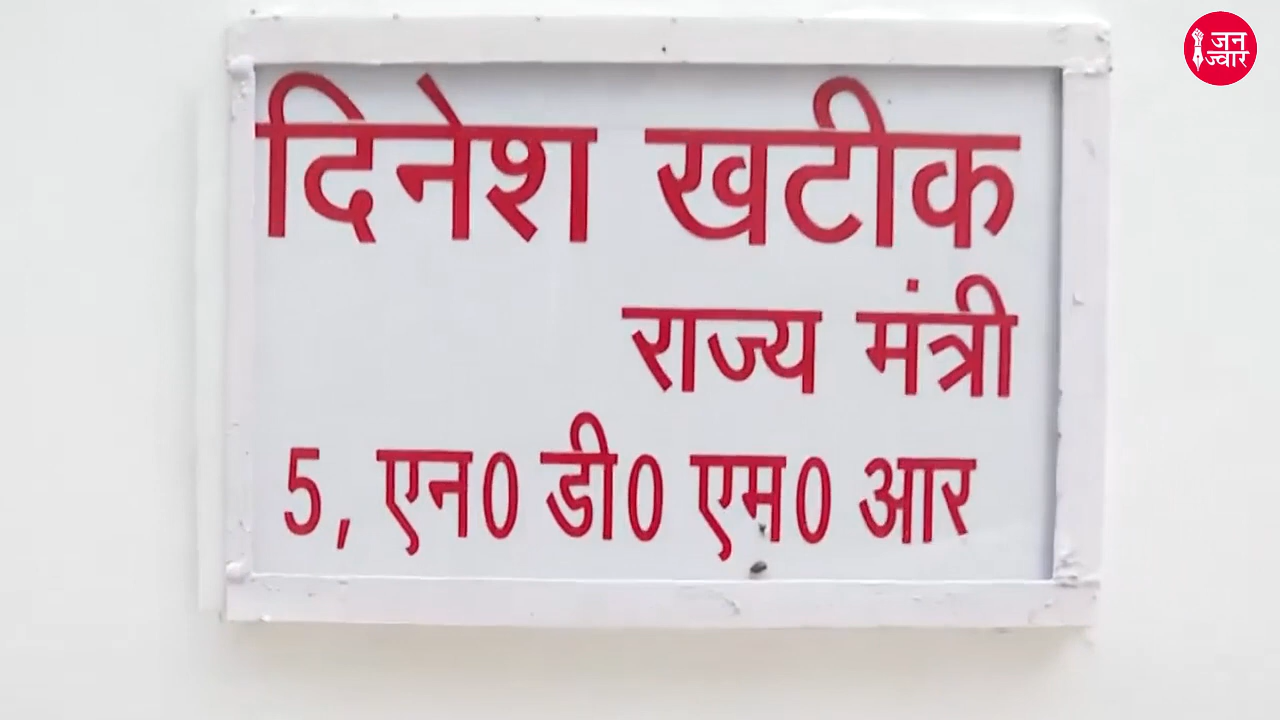 दिनेश खटीक
राज्य मंत्री
5, एन0 डी0 एम0 आर
जन
ज्वार